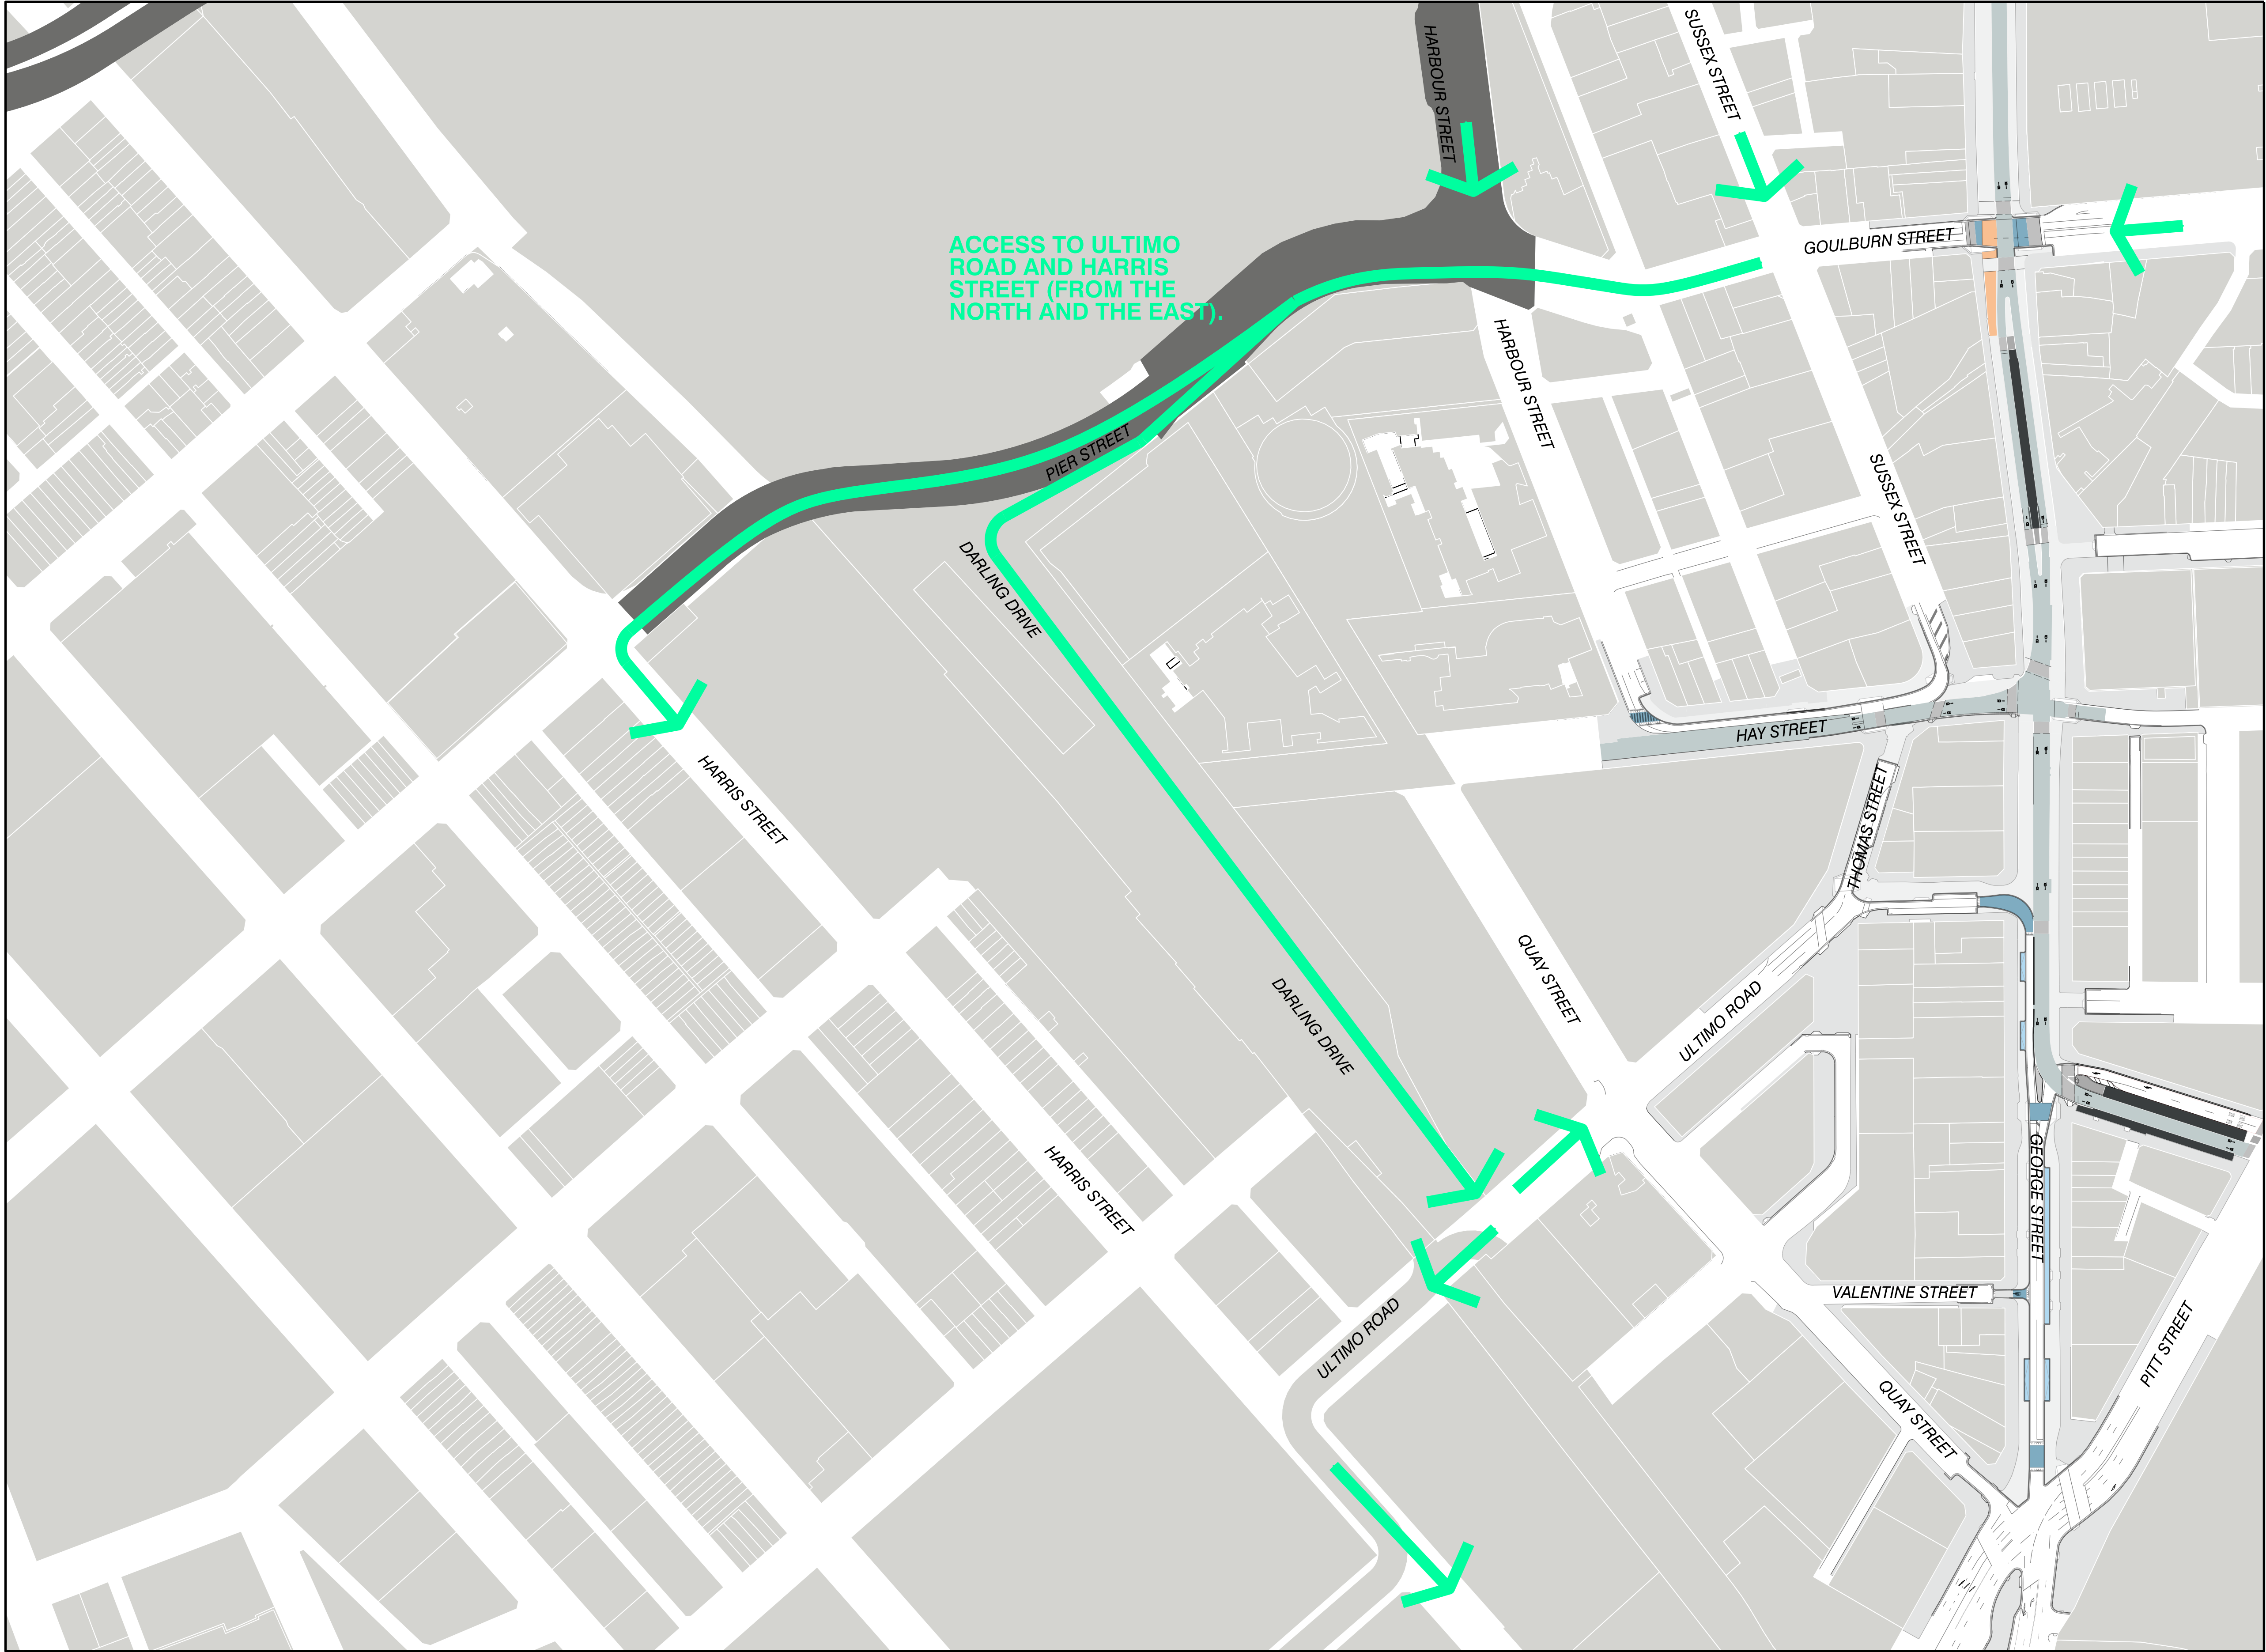 HARBOUR STREET
SUSSEX STREET
GOULBURN STREET
ACCESS TO ULTIMO
ROAD AND HARRIS
STREET (FROM THE
NORTH AND THE EAST).
HARBOUR STREET
PIER STREET
SUSSEX STREET
DARLING DRIVE
HAY STREET
HARRIS STREET
THOMAS STREET
QUAY STREET
DARLING DRIVE
ULTIMO ROAD
HARRIS STREET
GEORGE STREET
VALENTINE STREET
ULTIMO ROAD
PITT STREET
QUAY STREET